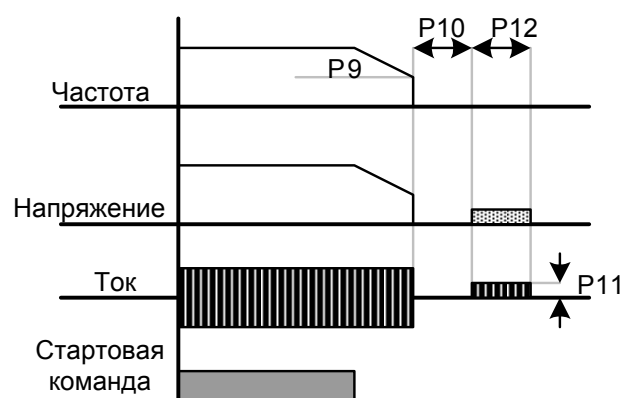 P10 P12
P9
Частота
Напряжение
Ток
P11
Стартовая
команда